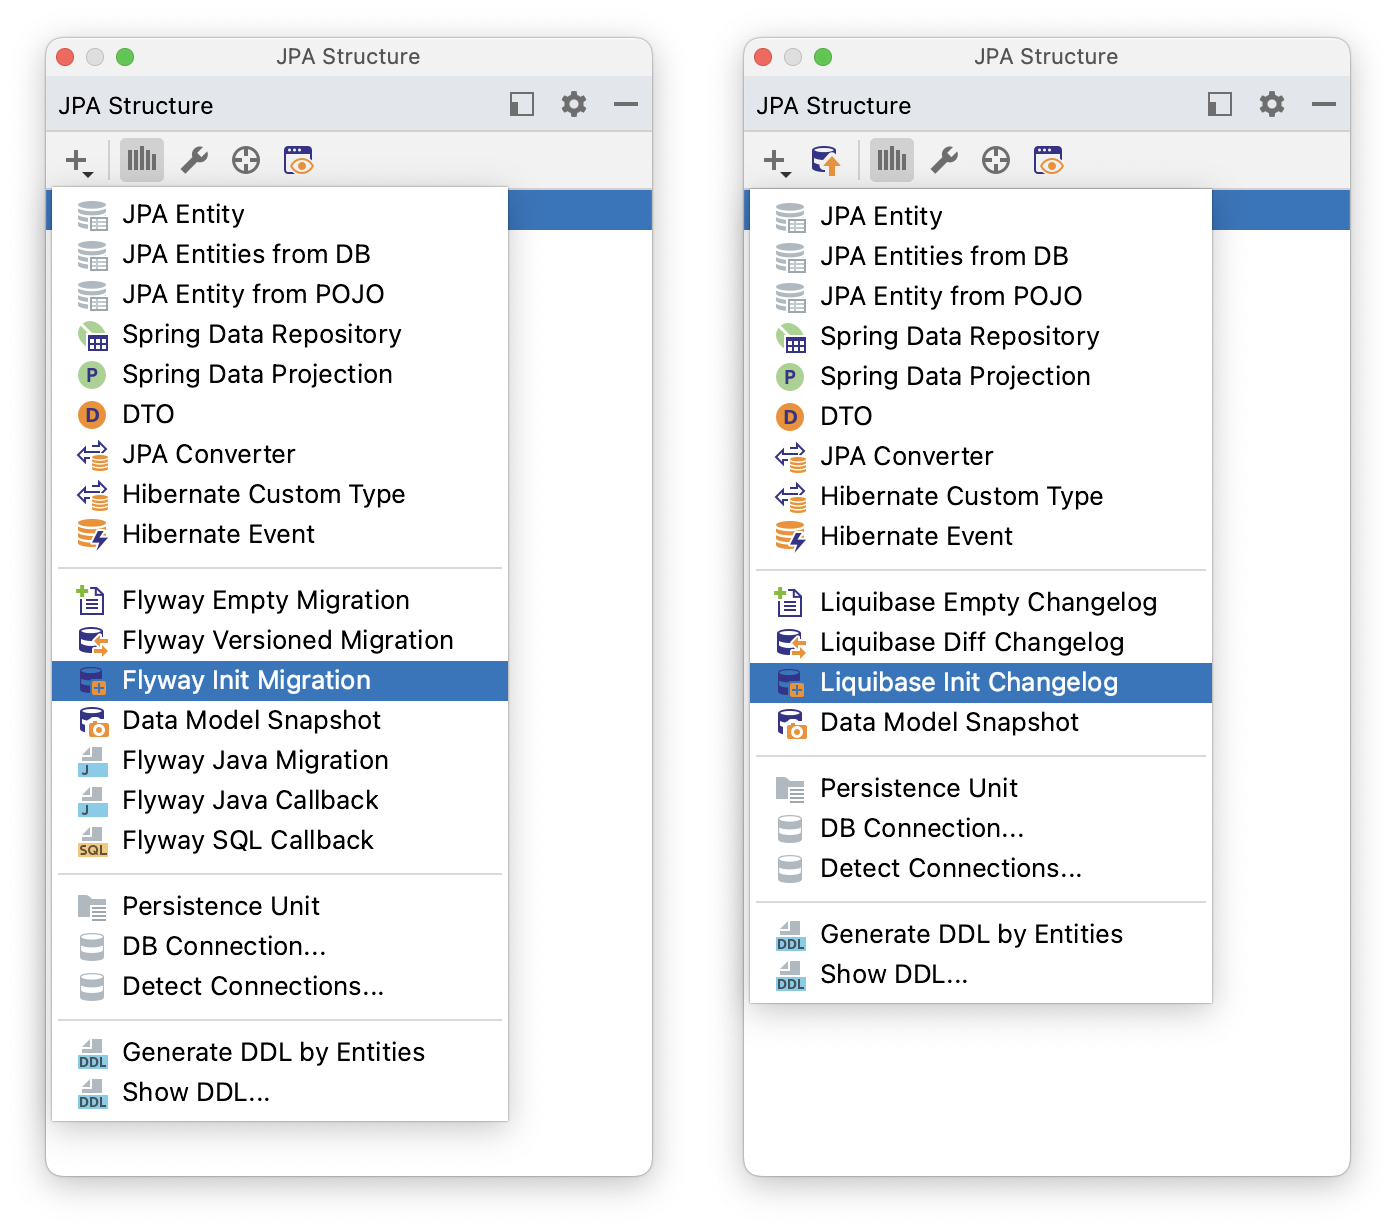 JPA Structure
JPA Structure
JPA Entity
JPA Entities from DB
JPA Entity from POJO
Spring Data Repository
P Spring Data Projection
D DTO
JPA Converter
Hibernate Custom Type
Hibernate Event
Flyway Empty Migration
Flyway Versioned Migration
Flyway Init Migration
Data Model Snapshot
J Flyway Java Migration
J Flyway Java Callback
SQL Flyway SQL Callback
Persistence Unit
DB Connection...
Detect Connections...
DDL Generate DDL by Entities
DDL Show DDL...
JPA Structure
JPA Structure
JPA Entity
JPA Entities from DB
JPA Entity from POJO
Spring Data Repository
P Spring Data Projection
D DTO
JPA Converter
Hibernate Custom Type
Hibernate Event
Liquibase Empty Changelog
Liquibase Diff Changelog
Liquibase Init Changelog
Data Model Snapshot
Persistence Unit
DB Connection...
Detect Connections...
DDL Generate DDL by Entities
DDL Show DDL...